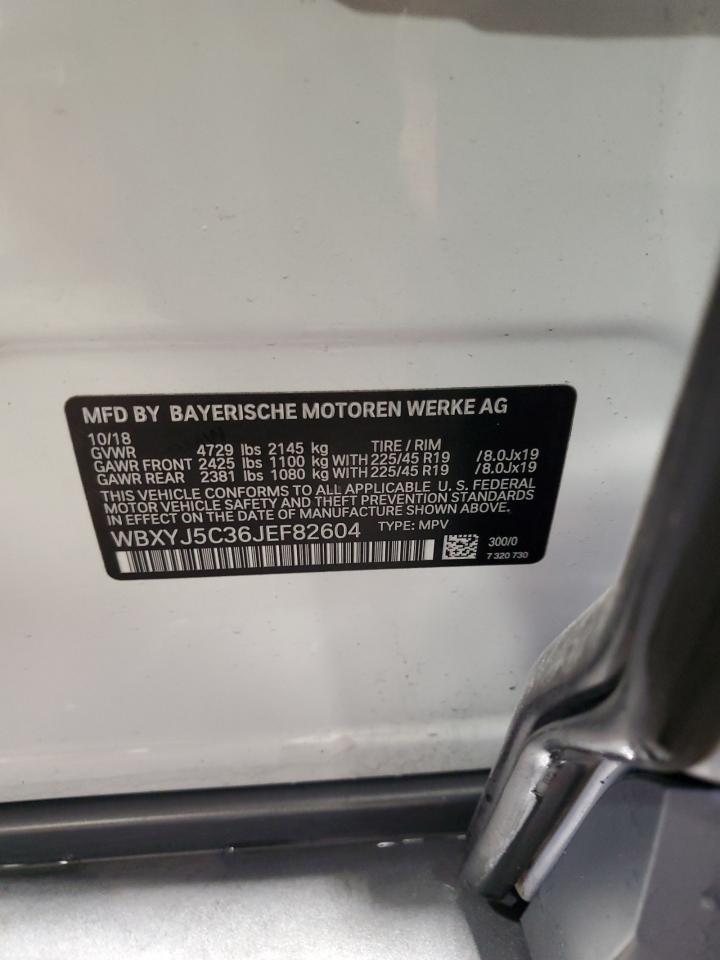 MFD BY BAYERISCHE MOTOREN WERKE AG
10/18
GVWR 4729 lbs 2145 kg TIRE / RIM
GAWR FRONT 2425 lbs 1100 kg WITH 225/45 R19 /8.0Jx19
GAWR REAR 2381 lbs 1080 kg WITH 225/45 R19 /8.0Jx19
THIS VEHICLE CONFORMS TO ALL APPLICABLE U.S. FEDERAL
MOTOR VEHICLE SAFETY AND THEFT PREVENTION STANDARDS
IN EFFECT ON THE DATE OF MANUFACTURE SHOWN ABOVE.
WBXYJ5C36JEF82604 TYPE: MPV
300/0
7 320 730